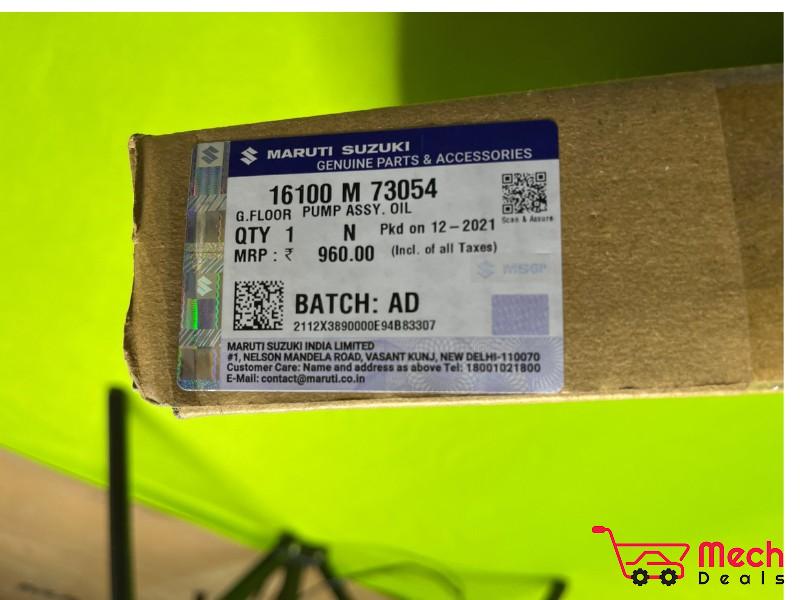 MARUTI SUZUKI
GENUINE PARTS & ACCESSORIES
16100 M 73054
G.FLOOR PUMP ASSY. OIL
Scan & Assure
QTY 1 N Pkd on 12-2021
MRP : ₹ 960.00 (Incl. of all Taxes)
MSGP
BATCH: AD
2112X3890000E94B83307
MARUTI SUZUKI INDIA LIMITED
#1, NELSON MANDELA ROAD, VASANT KUNJ, NEW DELHI-110070
Customer Care: Name and address as above Tel: 18001021800
E-Mail: contact@maruti.co.in
Mech
Deals